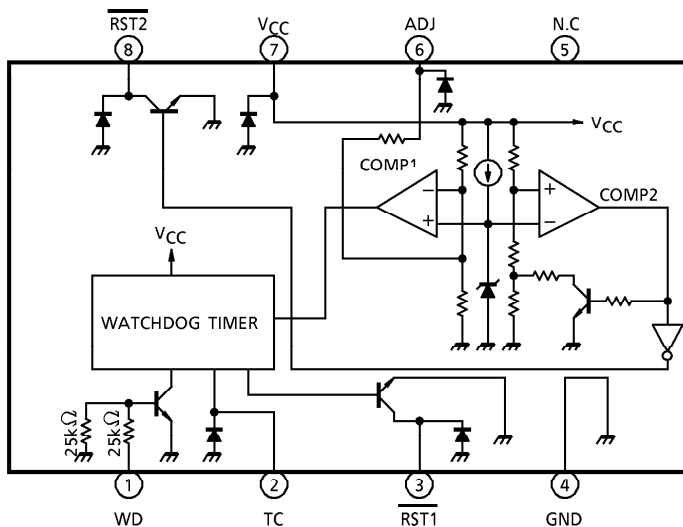 RST2
VCC
ADJ
N.C
8
7
6
5
VCC
COMP1
−
+
+
−
COMP2
VCC
WATCHDOG TIMER
25kΩ
25kΩ
1
2
3
4
WD
TC
RST1
GND